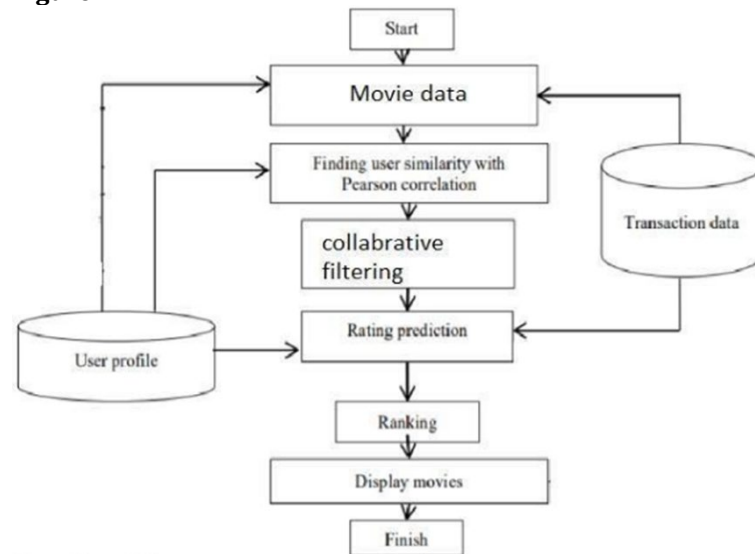 Start
Movie data
Finding user similarity with
Pearson correlation
Transaction data
collabrative
filtering
Rating prediction
User profile
Ranking
Display movies
Finish